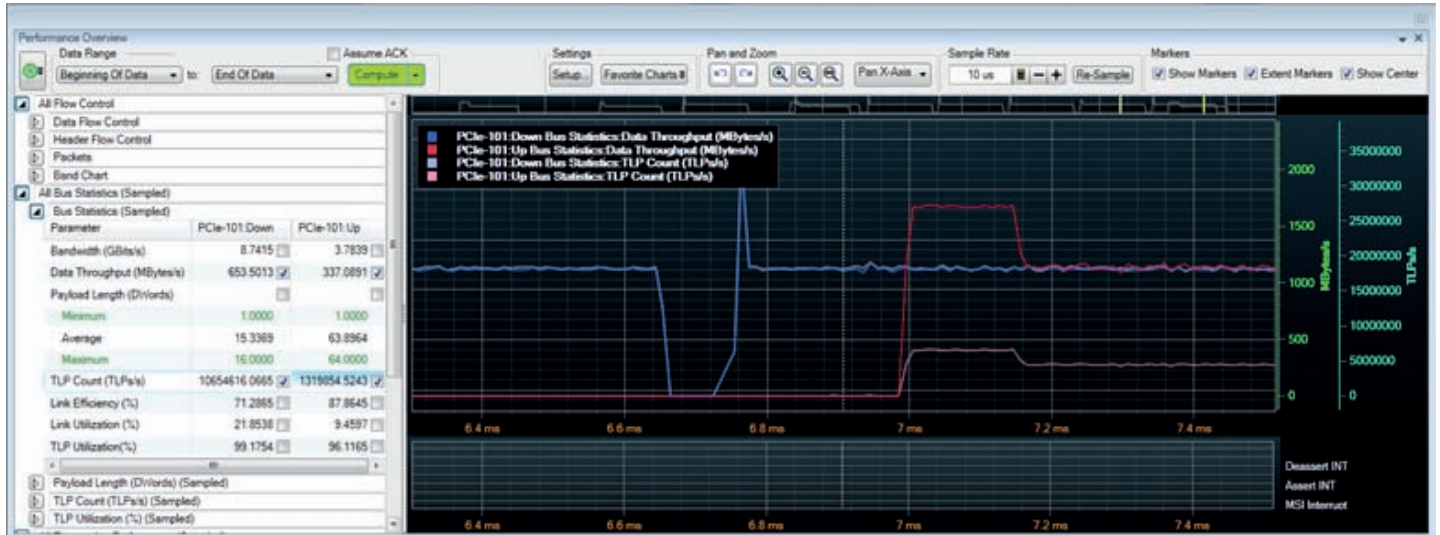 Performance Overview
Data Range
Assume ACK
Settings
Pan and Zoom
Sample Rate
Markers
Beginning Of Data to: End Of Data Compute
Setup... Favorite Charts
Pan X-Axis
10 us
Re-Sample
Show Markers Extent Markers Show Center
All Flow Control
Data Flow Control
Header Flow Control
Packets
Band Chart
All Bus Statistics (Sampled)
Bus Statistics (Sampled)
Parameter PCIe-101:Down PCIe-101:Up
Bandwidth (GBits/s) 8.7415 3.7839
Data Throughput (MBytes/s) 653.5013 337.0891
Payload Length (DWords)
Minimum 1.0000 1.0000
Average 15.3369 63.8964
Maximum 16.0000 64.0000
TLP Count (TLPs/s) 10654616.0665 1319854.5243
Link Efficiency (%) 71.2865 87.8645
Link Utilization (%) 21.8538 9.4597
TLP Utilization(%) 99.1754 96.1165
Payload Length (DWords) (Sampled)
TLP Count (TLPs/s) (Sampled)
TLP Utilization (%) (Sampled)
PCIe-101:Down Bus Statistics:Data Throughput (MBytes/s)
PCIe-101:Up Bus Statistics:Data Throughput (MBytes/s)
PCIe-101:Down Bus Statistics:TLP Count (TLPs/s)
PCIe-101:Up Bus Statistics:TLP Count (TLPs/s)
2000
1500
1000
500
0
MBytes/s
35000000
30000000
25000000
20000000
15000000
10000000
5000000
0
TLPs/s
6.4 ms 6.6 ms 6.8 ms 7 ms 7.2 ms 7.4 ms
Deassert INT
Assert INT
MSI Interrupt
6.4 ms 6.6 ms 6.8 ms 7 ms 7.2 ms 7.4 ms